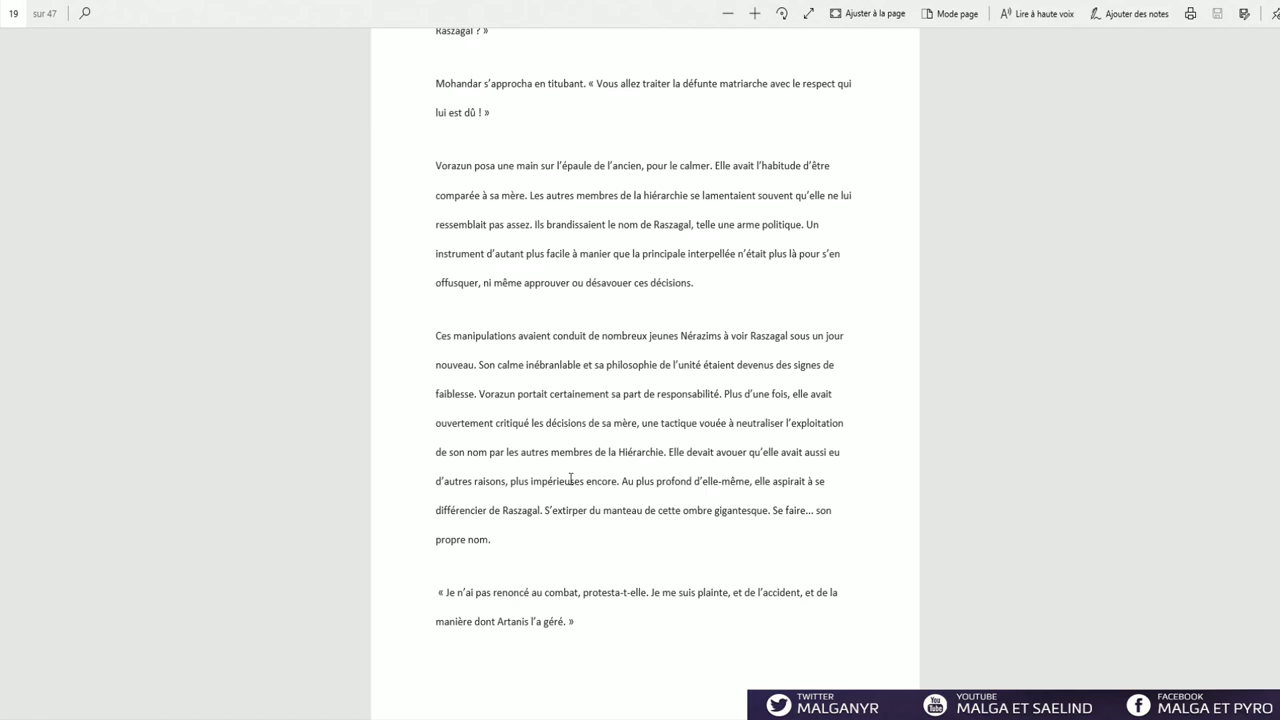 19 sur 47 Ajuster à la page Mode page Lire à haute voix Ajouter des notes
Raszagal ? »
Mohandar s’approcha en titubant. « Vous allez traiter la défunte matriarche avec le respect qui
lui est dû ! »
Vorazun posa une main sur l’épaule de l’ancien, pour le calmer. Elle avait l’habitude d’être
comparée à sa mère. Les autres membres de la hiérarchie se lamentaient souvent qu’elle ne lui
ressemblait pas assez. Ils brandissaient le nom de Raszagal, telle une arme politique. Un
instrument d’autant plus facile à manier que la principale interpellée n’était plus là pour s’en
offusquer, ni même approuver ou désavouer ces décisions.
Ces manipulations avaient conduit de nombreux jeunes Nérazims à voir Raszagal sous un jour
nouveau. Son calme inébranlable et sa philosophie de l’unité étaient devenus des signes de
faiblesse. Vorazun portait certainement sa part de responsabilité. Plus d’une fois, elle avait
ouvertement critiqué les décisions de sa mère, une tactique vouée à neutraliser l’exploitation
de son nom par les autres membres de la Hiérarchie. Elle devait avouer qu’elle avait aussi eu
d’autres raisons, plus impérieuses encore. Au plus profond d’elle-même, elle aspirait à se
différencier de Raszagal. S’extirper du manteau de cette ombre gigantesque. Se faire... son
propre nom.
« Je n’ai pas renoncé au combat, protesta-t-elle. Je me suis plainte, et de l’accident, et de la
manière dont Artanis l’a géré. »
TWITTER YOUTUBE FACEBOOK
MALGANYR MALGA ET SAELIND MALGA ET PYRO